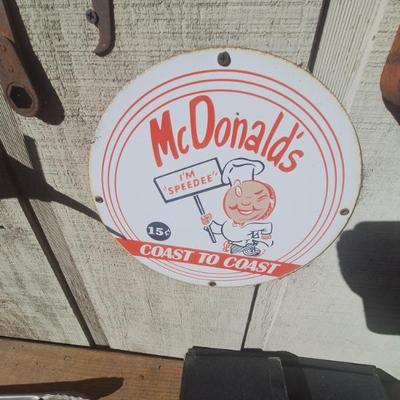 McDonald's
I'M
"SPEEDEE"
15¢
COAST TO COAST